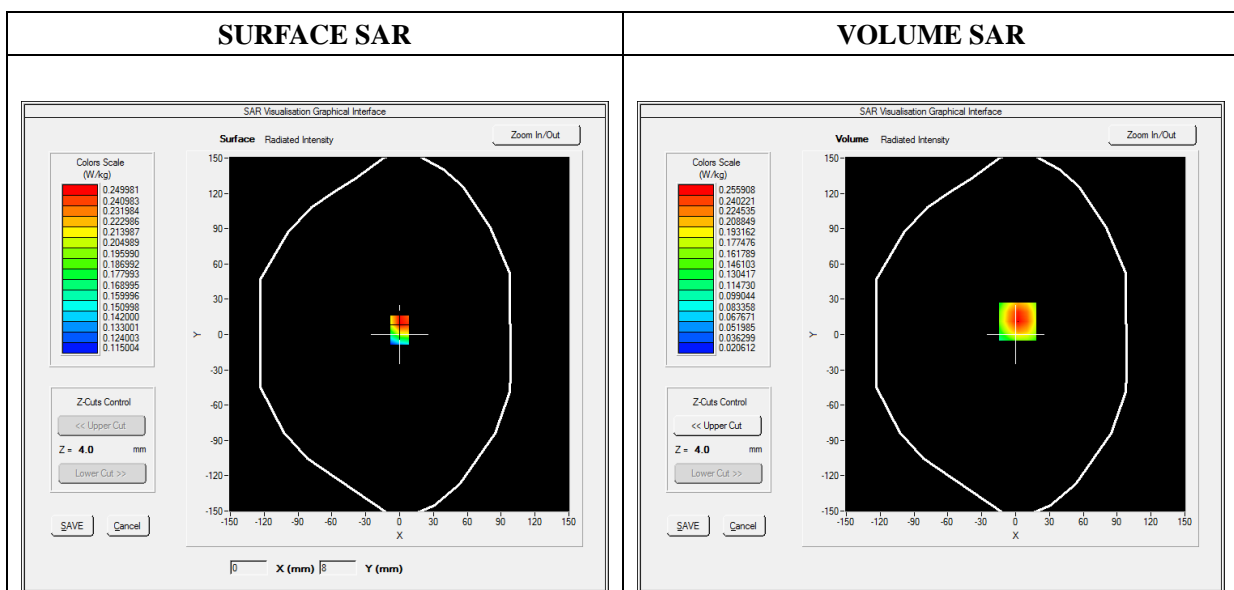 SURFACE SAR
VOLUME SAR
SAR Visualisation Graphical Interface
Surface Radiated Intensity
Zoom In/Out
Colors Scale
(W/kg)
0.249981
0.240983
0.231984
0.222986
0.213987
0.204989
0.195990
0.186992
0.177993
0.168995
0.159996
0.150998
0.142000
0.133001
0.124003
0.115004
150
120
90
60
30
0
-30
-60
-90
-120
-150
Y
-150 -120 -90 -60 -30 0 30 60 90 120 150
X
Z-Cuts Control
<< Upper Cut
Z = 4.0 mm
Lower Cut >>
SAVE Cancel
0 X (mm) 8 Y (mm)
SAR Visualisation Graphical Interface
Volume Radiated Intensity
Zoom In/Out
Colors Scale
(W/kg)
0.255908
0.240221
0.224535
0.208849
0.193162
0.177476
0.161789
0.146103
0.130417
0.114730
0.099044
0.083358
0.067671
0.051985
0.036299
0.020612
150
120
90
60
30
0
-30
-60
-90
-120
-150
Y
-150 -120 -90 -60 -30 0 30 60 90 120 150
X
Z-Cuts Control
<< Upper Cut
Z = 4.0 mm
Lower Cut >>
SAVE Cancel